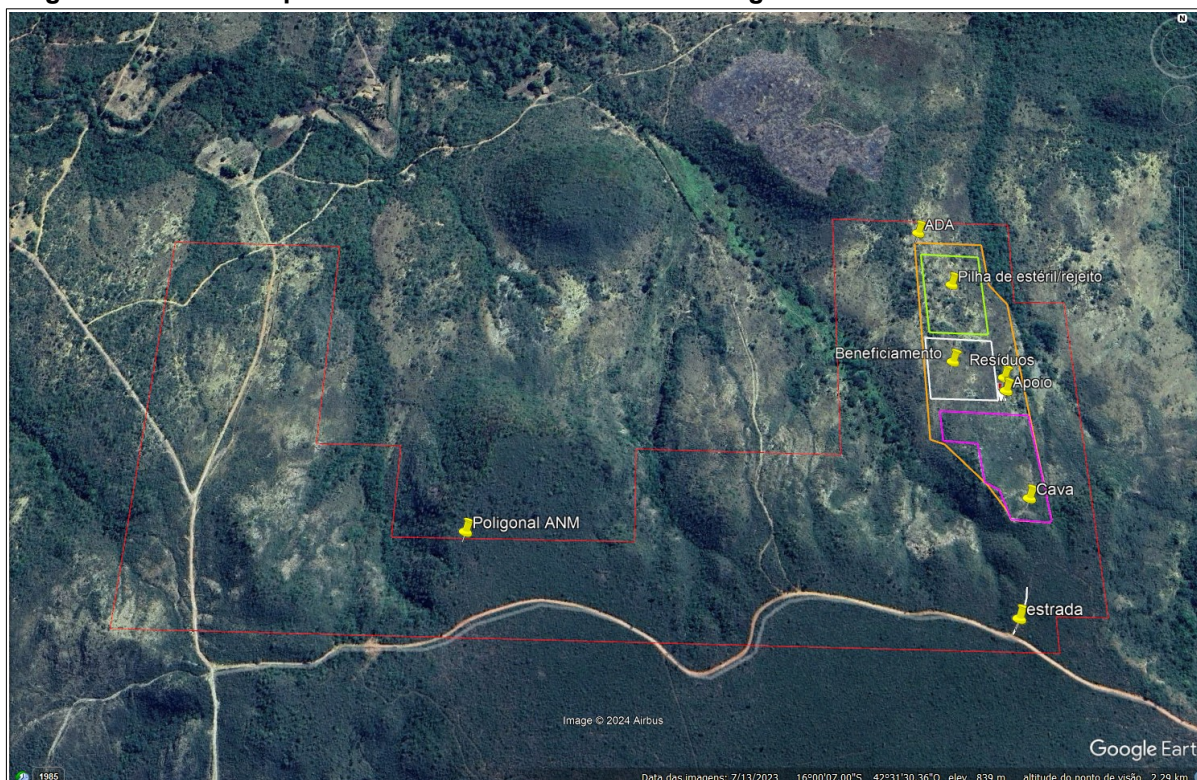 N
ADA
Pilha de estéril/rejeito
Beneficiamento
Resíduos
Apoio
Cava
Poligonal ANM
estrada
Image © 2024 Airbus
Google Eart
1985
Data das imagens: 7/13/2023 16°00'07.00"S 42°31'30.36"O elev. 839 m altitude do ponto de visão 2.29 km